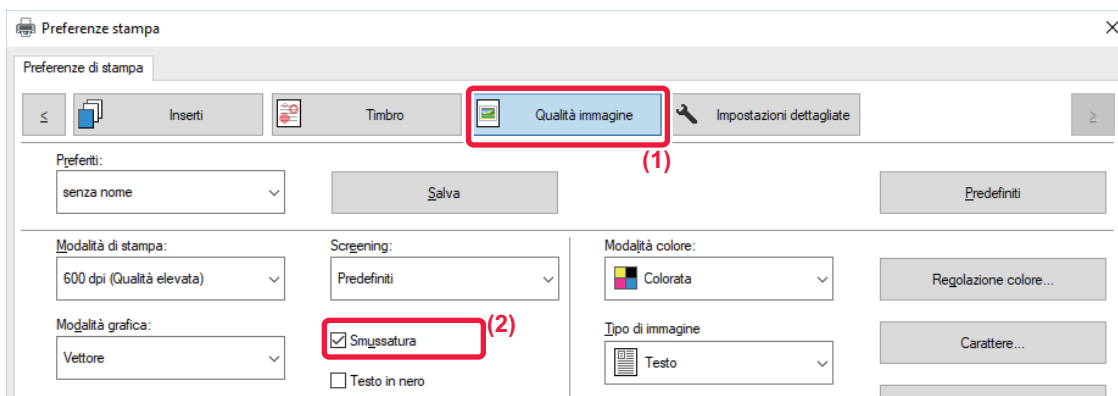 Preferenze stampa
Preferenze di stampa
< Inserti Timbro Qualità immagine Impostazioni dettagliate >
(1)
Preferiti:
senza nome Salva Predefiniti
Modalità di stampa: Screening: Modalità colore:
600 dpi (Qualità elevata) Predefiniti Colorata Regolazione colore...
Modalità grafica: (2) Tipo di immagine
Vettore Smussatura Testo Carattere...
Testo in nero